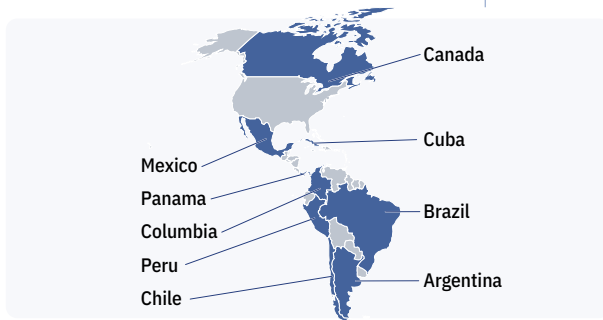 Canada
Cuba
Mexico
Panama
Columbia
Peru
Chile
Brazil
Argentina